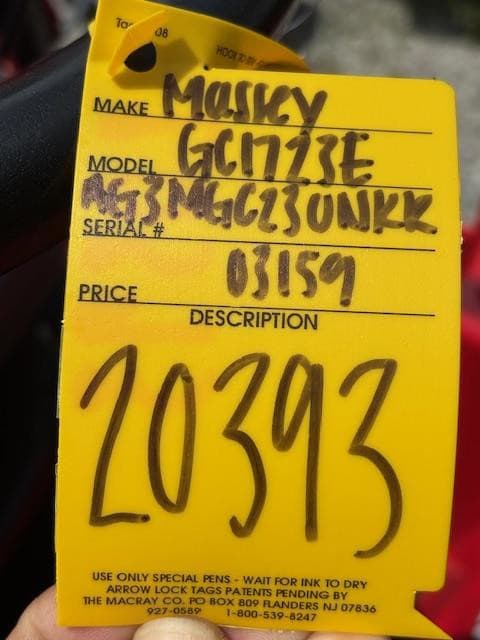 MAKE Massey
MODEL GC1723E
AG3MGC230NKK
SERIAL #
03159
PRICE
DESCRIPTION
20393
USE ONLY SPECIAL PENS - WAIT FOR INK TO DRY
ARROW LOCK TAGS PATENTS PENDING BY
THE MACRAY CO. PO BOX 809 FLANDERS NJ 07836
927-0589 1-800-539-8247